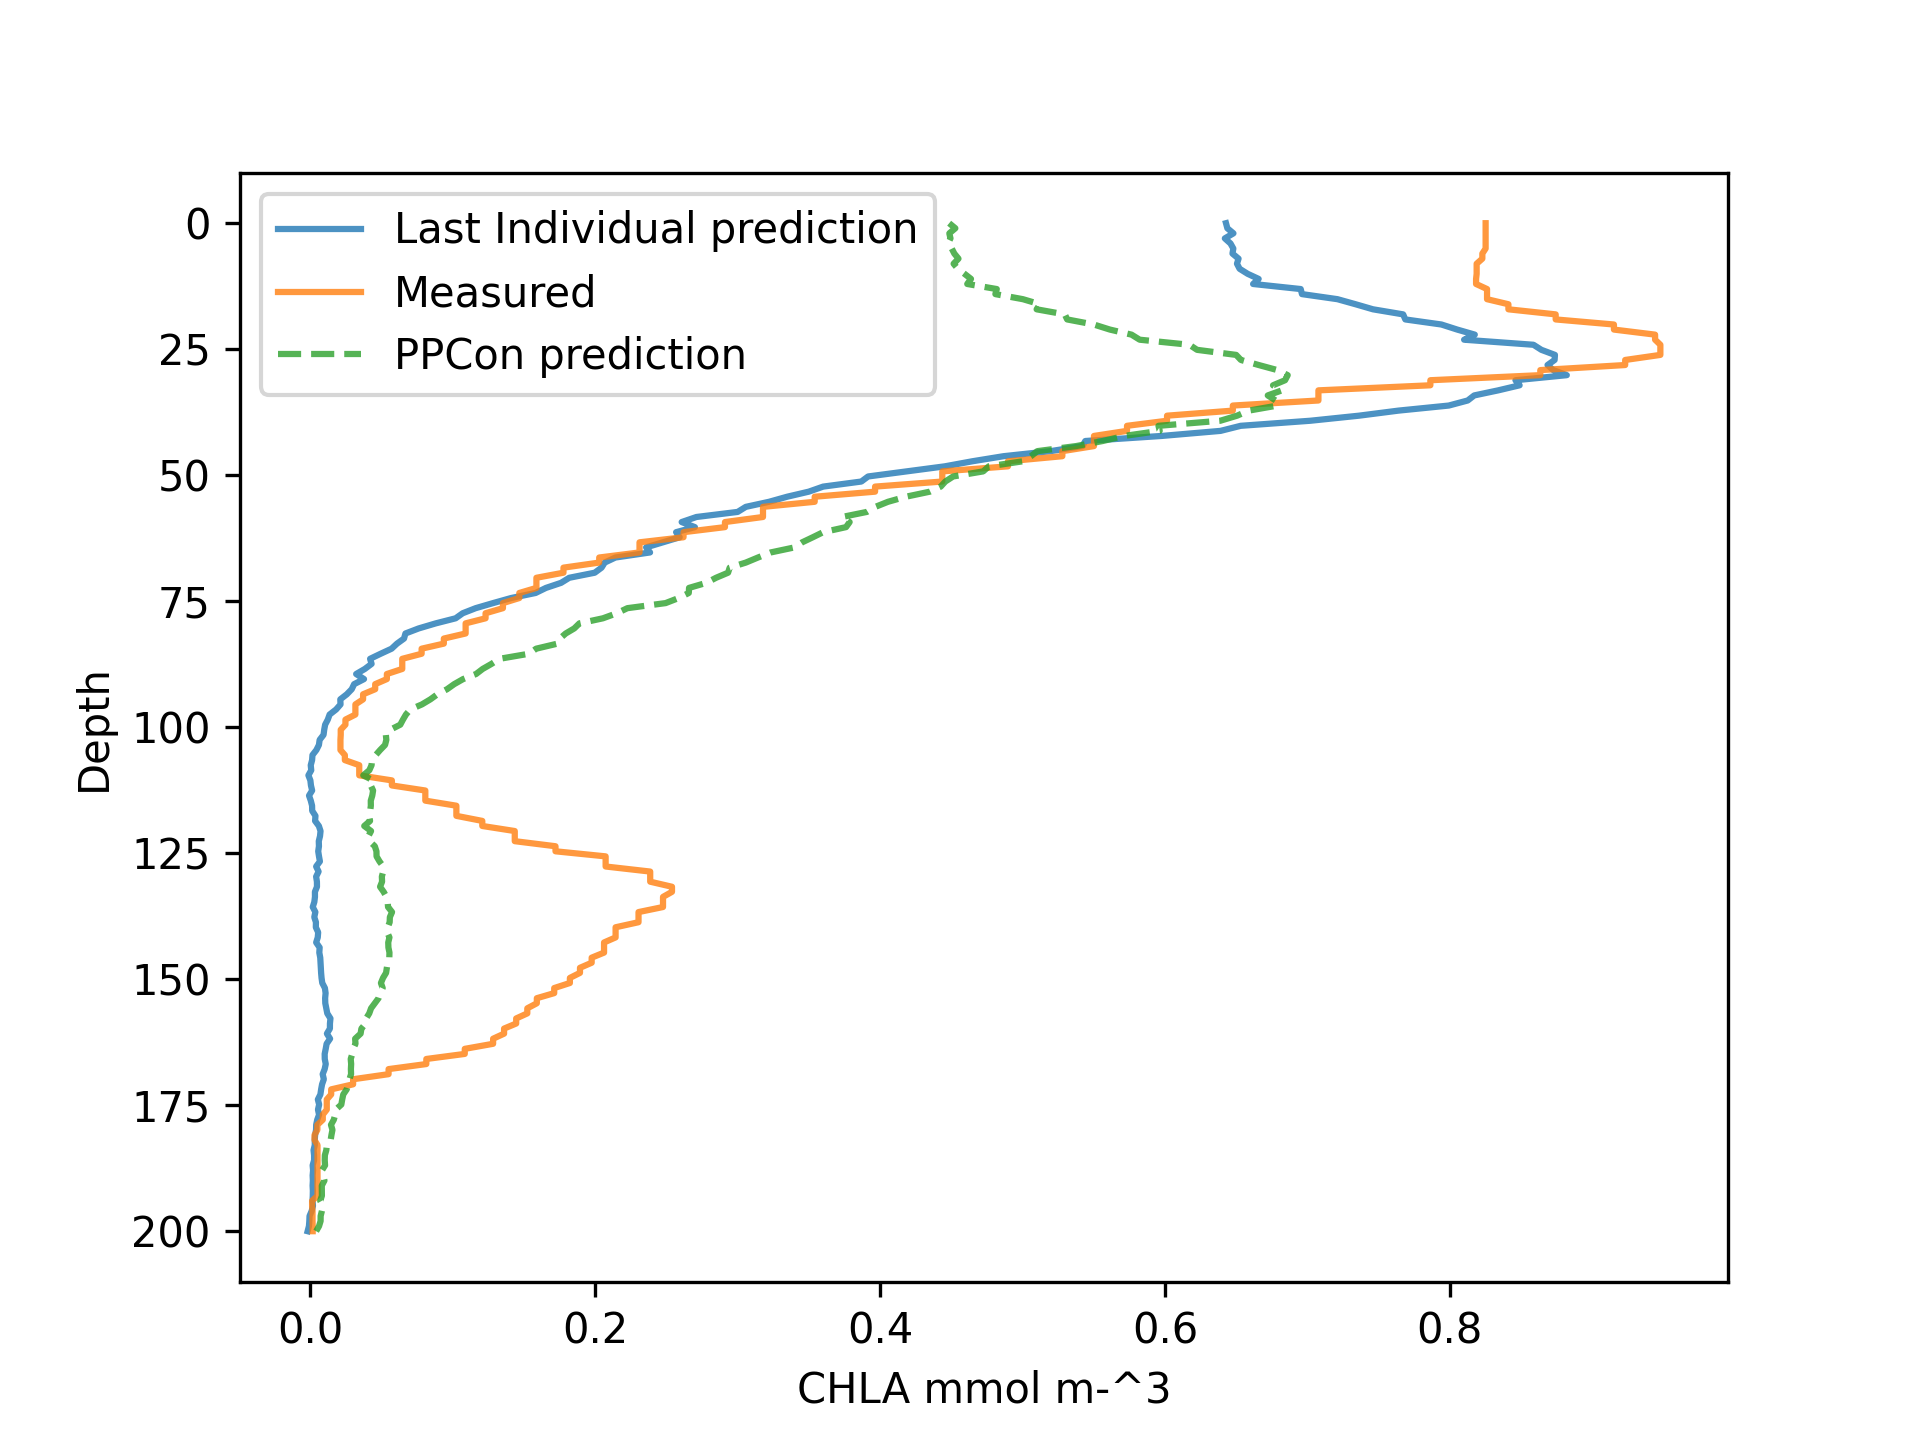 Last Individual prediction
Measured
PPCon prediction
0
25
50
75
100
125
150
175
200
Depth
0.0 0.2 0.4 0.6 0.8
CHLA mmol m-^3